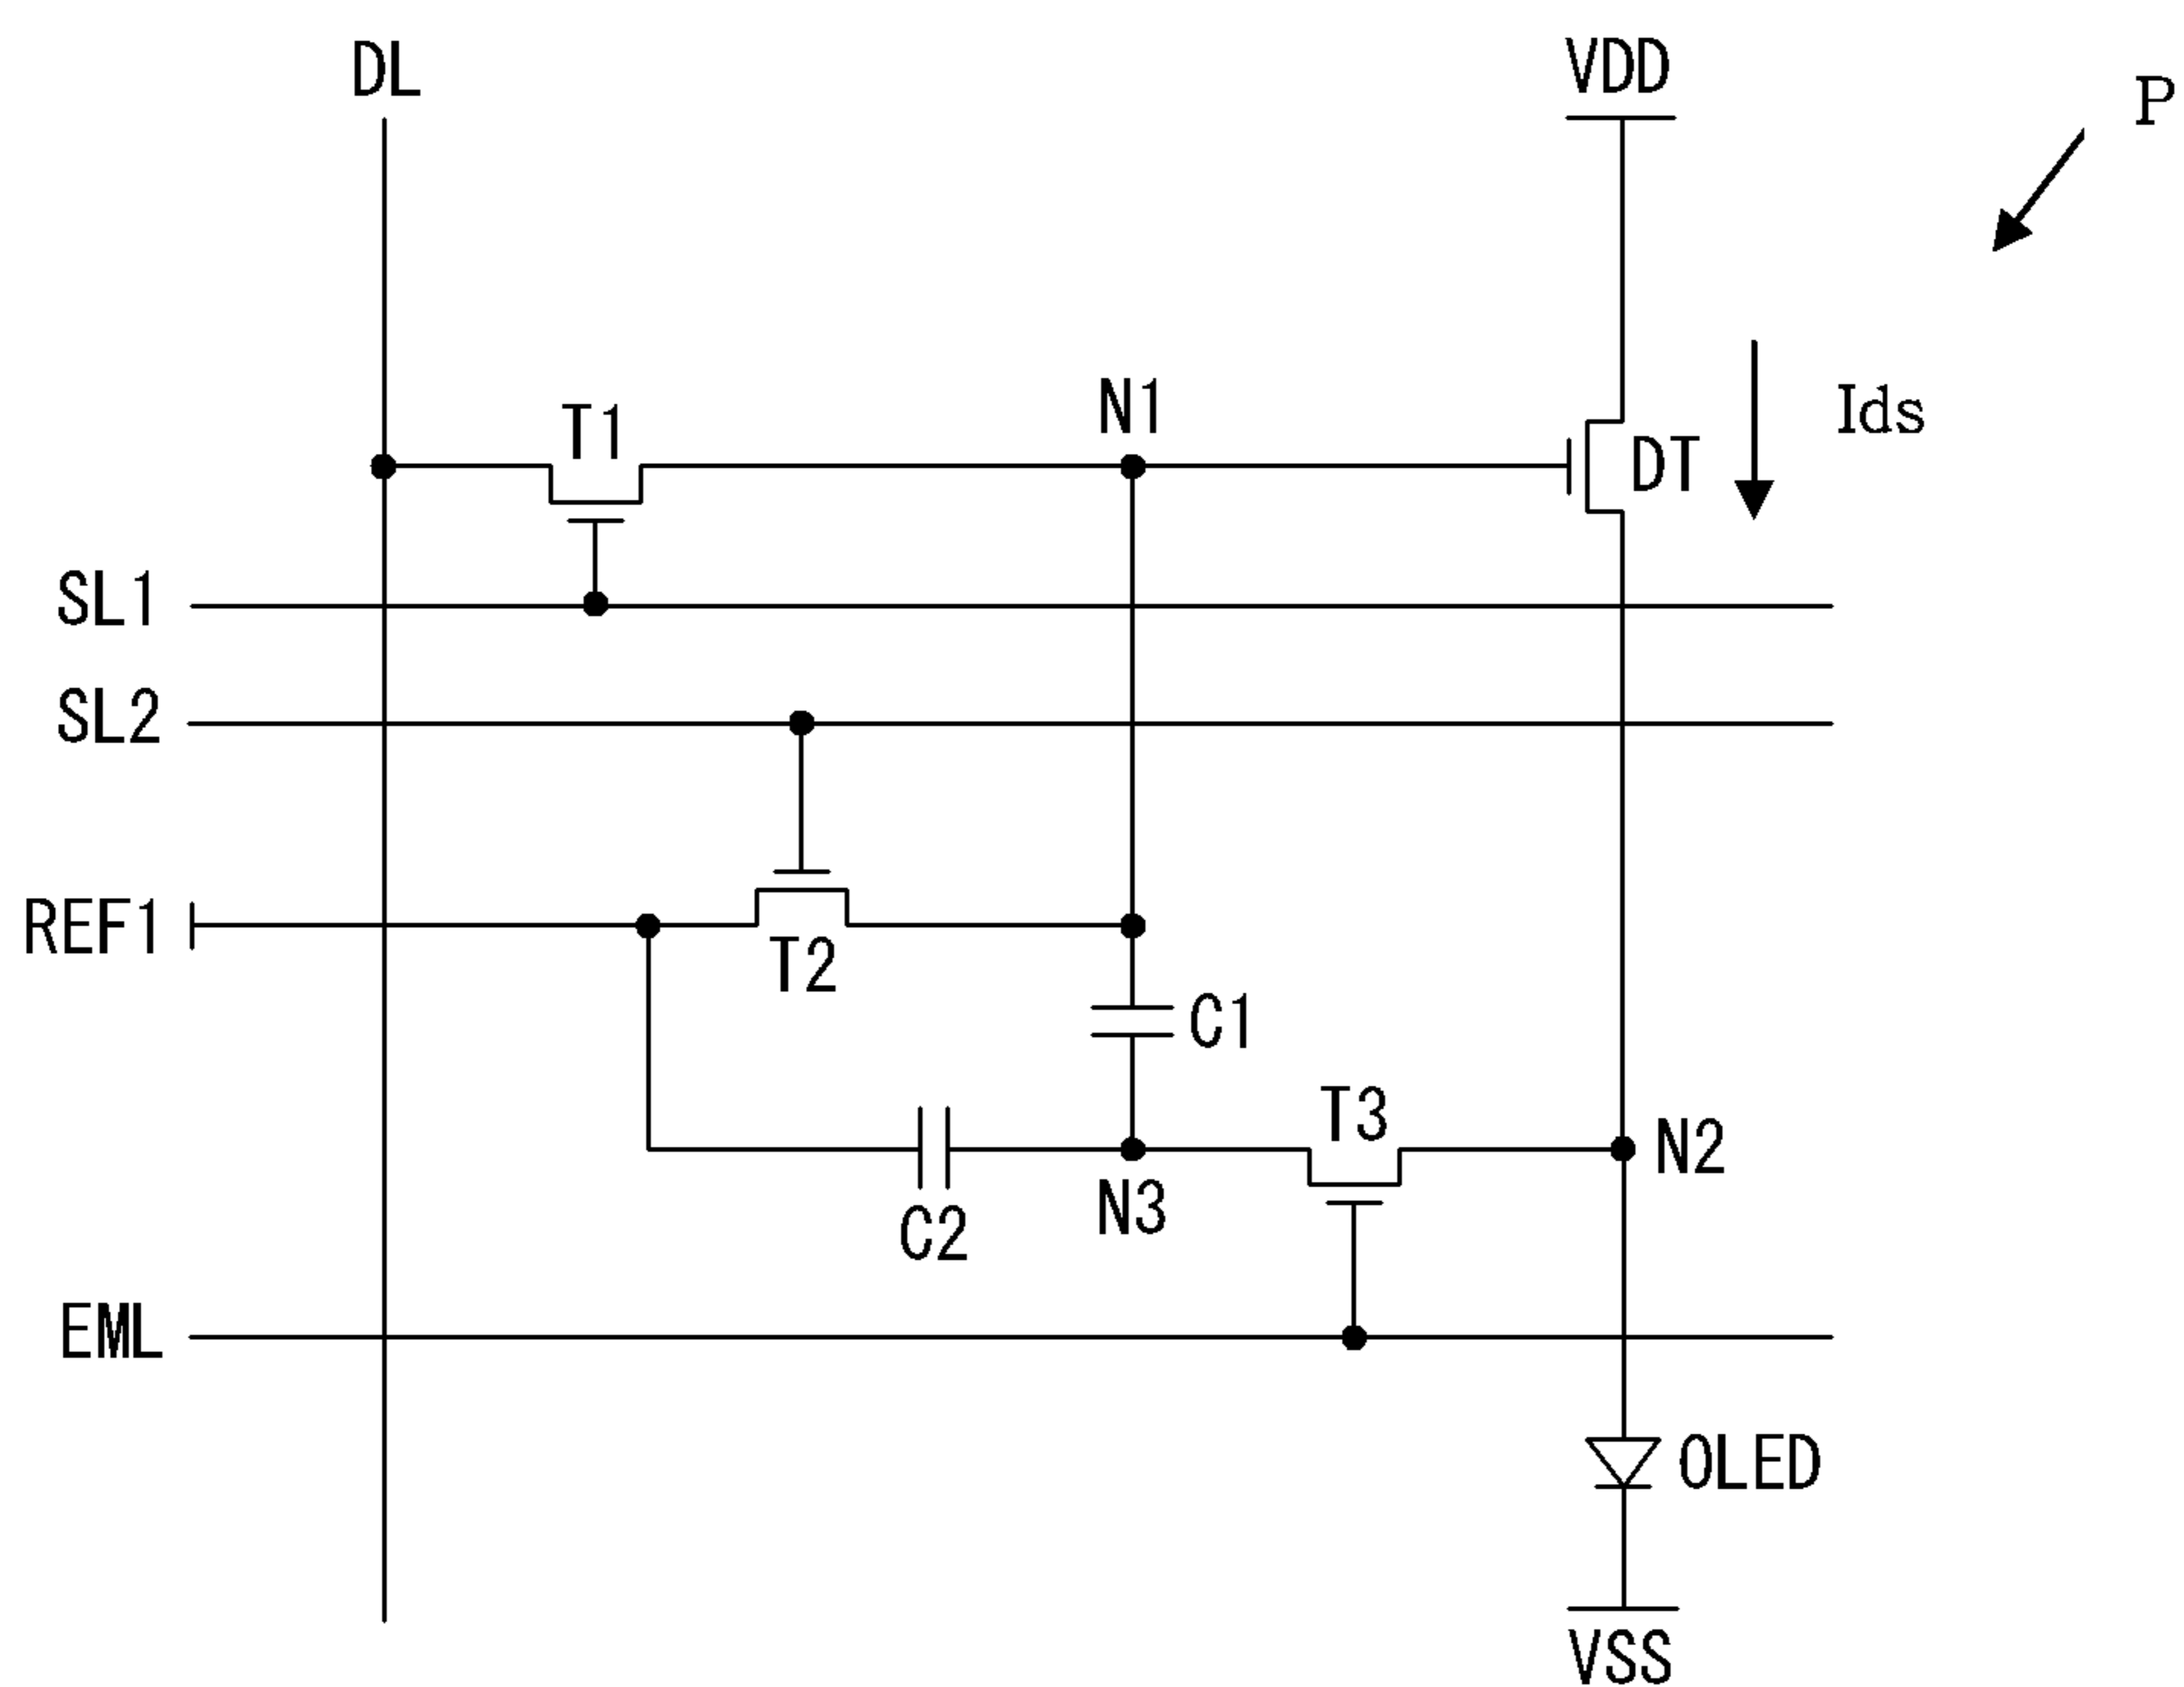 DL
VDD
P
T1
N1
Ids
DT
SL1
SL2
REF1
T2
C1
T3
N2
N3
C2
EML
OLED
VSS